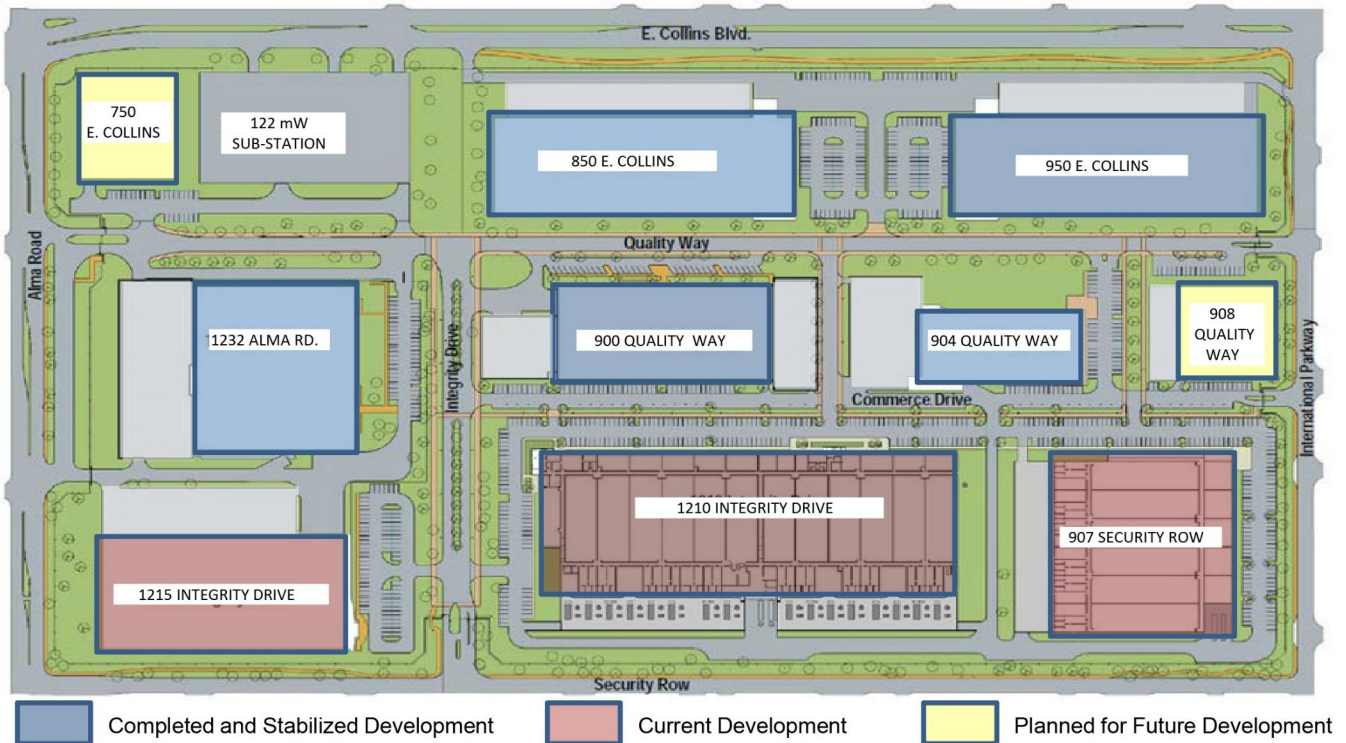 E. Collins Blvd.
750
E. COLLINS
122 mW
SUB-STATION
850 E. COLLINS
950 E. COLLINS
Quality Way
Alma Road
1232 ALMA RD.
Integrity Drive
900 QUALITY WAY
904 QUALITY WAY
908
QUALITY
WAY
International Parkway
Commerce Drive
1210 INTEGRITY DRIVE
907 SECURITY ROW
1215 INTEGRITY DRIVE
Security Row
Completed and Stabilized Development
Current Development
Planned for Future Development